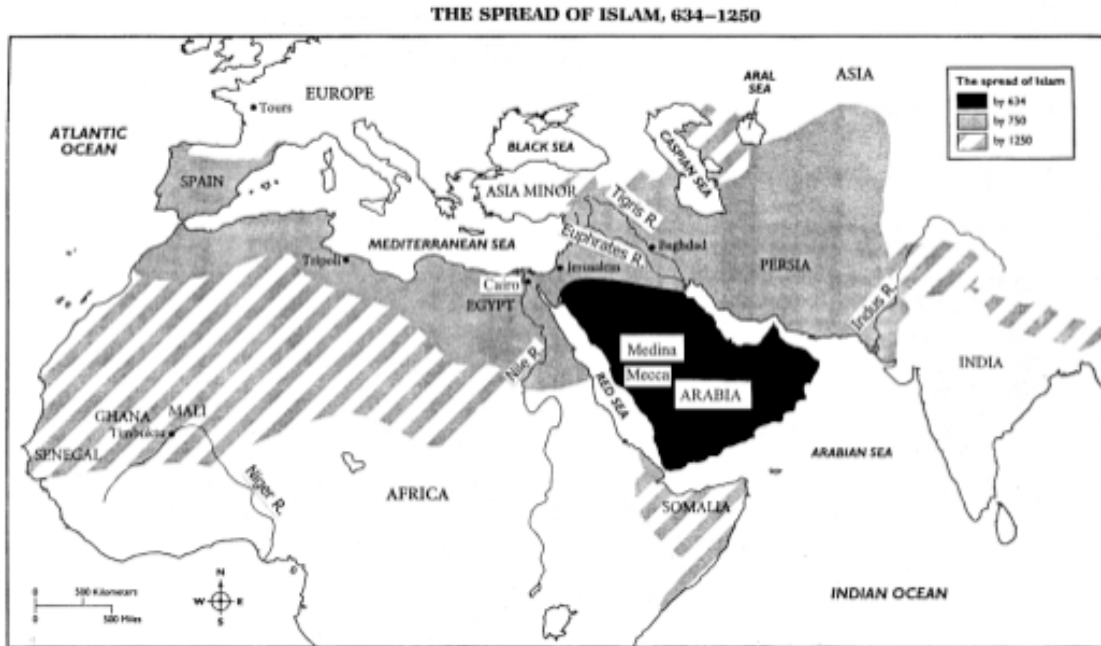 THE SPREAD OF ISLAM, 634–1250
ASIA
ARAL
SEA
The spread of Islam
by 634
by 750
by 1250
EUROPE
Tours
ATLANTIC
OCEAN
BLACK SEA
CASPIAN SEA
SPAIN
ASIA MINOR
Tigris R.
MEDITERRANEAN SEA
Euphrates R.
Baghdad
Tripoli
Jerusalem
PERSIA
Cairo
EGYPT
Indus R.
Nile R.
Medina
Mecca
INDIA
RED SEA
ARABIA
GHANA
MALI
Timbuktu
SENEGAL
ARABIAN SEA
Niger R.
AFRICA
SOMALIA
N
W E
S
0 500 Kilometers
0 500 Miles
INDIAN OCEAN